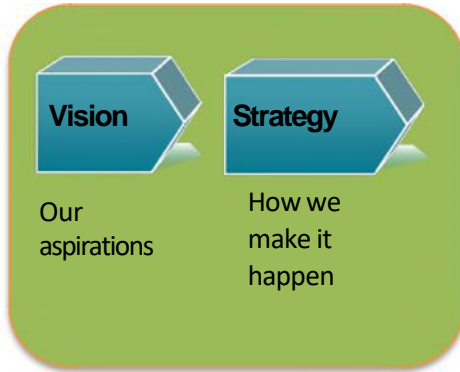 Vision
Strategy
Our
aspirations
How we
make it
happen